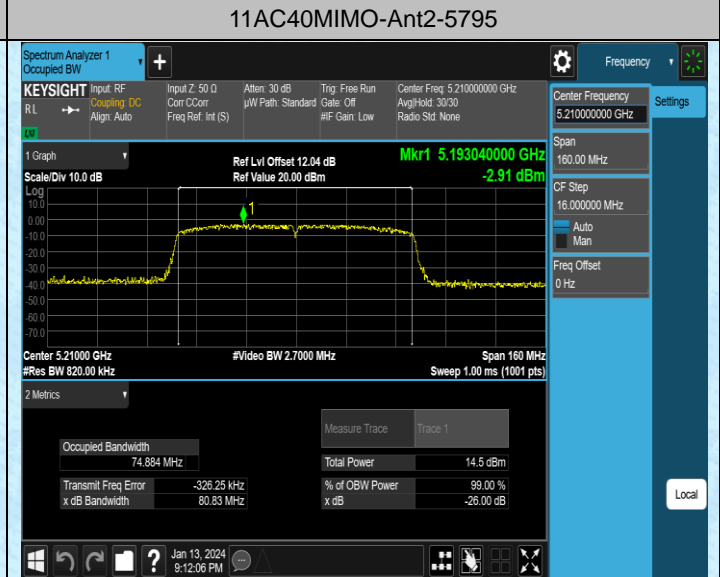 11AC40MIMO-Ant2-5795
Spectrum Analyzer 1
Occupied BW
Frequency
KEYSIGHT
RL
Input: RF
Coupling: DC
Align: Auto
Input Z: 50 Ω
Corr CCorr
Freq Ref: Int (S)
Atten: 30 dB
µW Path: Standard
Trig: Free Run
Gate: Off
#IF Gain: Low
Center Freq: 5.210000000 GHz
Avg|Hold: 30/30
Radio Std: None
1 Graph
Scale/Div 10.0 dB
Ref Lvl Offset 12.04 dB
Ref Value 20.00 dBm
Mkr1 5.193040000 GHz
-2.91 dBm
Log
10.0
0.00
-10.0
-20.0
-30.0
-40.0
-50.0
-60.0
-70.0
1
Center 5.21000 GHz
#Res BW 820.00 kHz
#Video BW 2.7000 MHz
Span 160 MHz
Sweep 1.00 ms (1001 pts)
2 Metrics
Measure Trace
Trace 1
Occupied Bandwidth
74.884 MHz
Total Power
14.5 dBm
Transmit Freq Error
-326.25 kHz
% of OBW Power
99.00 %
x dB Bandwidth
80.83 MHz
x dB
-26.00 dB
Center Frequency
5.210000000 GHz
Settings
Span
160.00 MHz
CF Step
16.000000 MHz
Auto
Man
Freq Offset
0 Hz
Local
?
Jan 13, 2024
9:12:06 PM